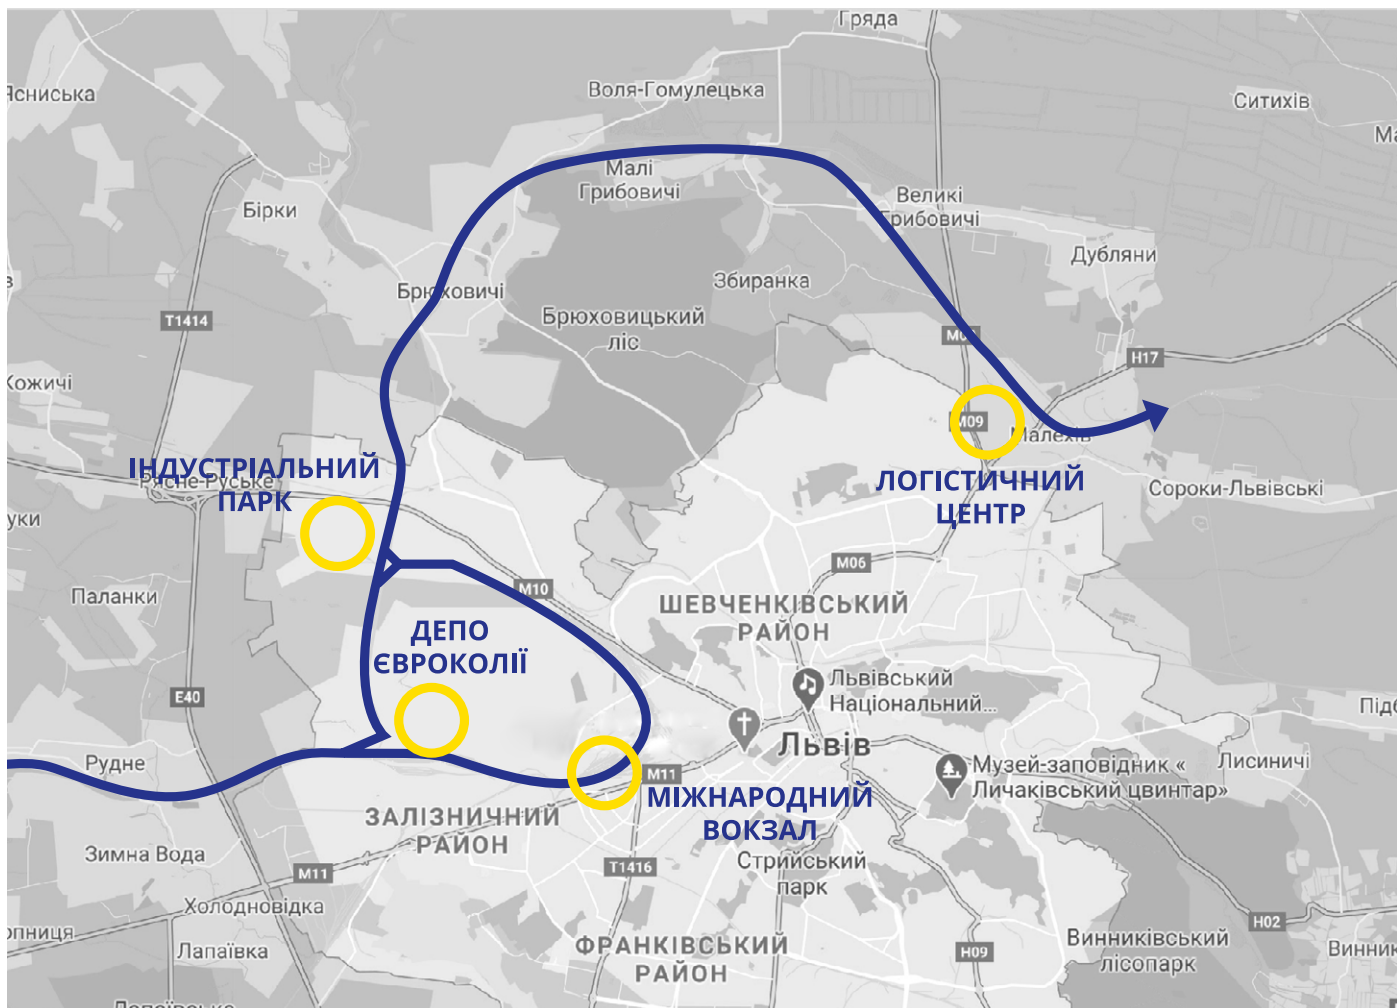 Гряда
Воля-Гомулецька
Ясниська
Ситихів
Малі
Грибовичі
Великі
Грибовичі
Бірки
Дубляни
Збиранка
Брюховичі
T1414
Брюховицький
ліс
H17
Кожичі
M09
Малехів
ІНДУСТРІАЛЬНИЙ
ПАРК
Рясне-Руське
ЛОГІСТИЧНИЙ
ЦЕНТР
Сороки-Львівські
M06
M10
Паланки
ШЕВЧЕНКІВСЬКИЙ
РАЙОН
ДЕПО
ЄВРОКОЛІЇ
Львівський
Національний...
E40
Львів
Рудне
M11
Музей-заповідник «
Личаківський цвинтар»
Лисиничі
МІЖНАРОДНИЙ
ВОКЗАЛ
ЗАЛІЗНИЧНИЙ
РАЙОН
Зимна Вода
M11
T1416
Стрийський
парк
Холодновідка
H02
Лапаївка
ФРАНКІВСЬКИЙ
РАЙОН
H09
Винниківський
лісопарк